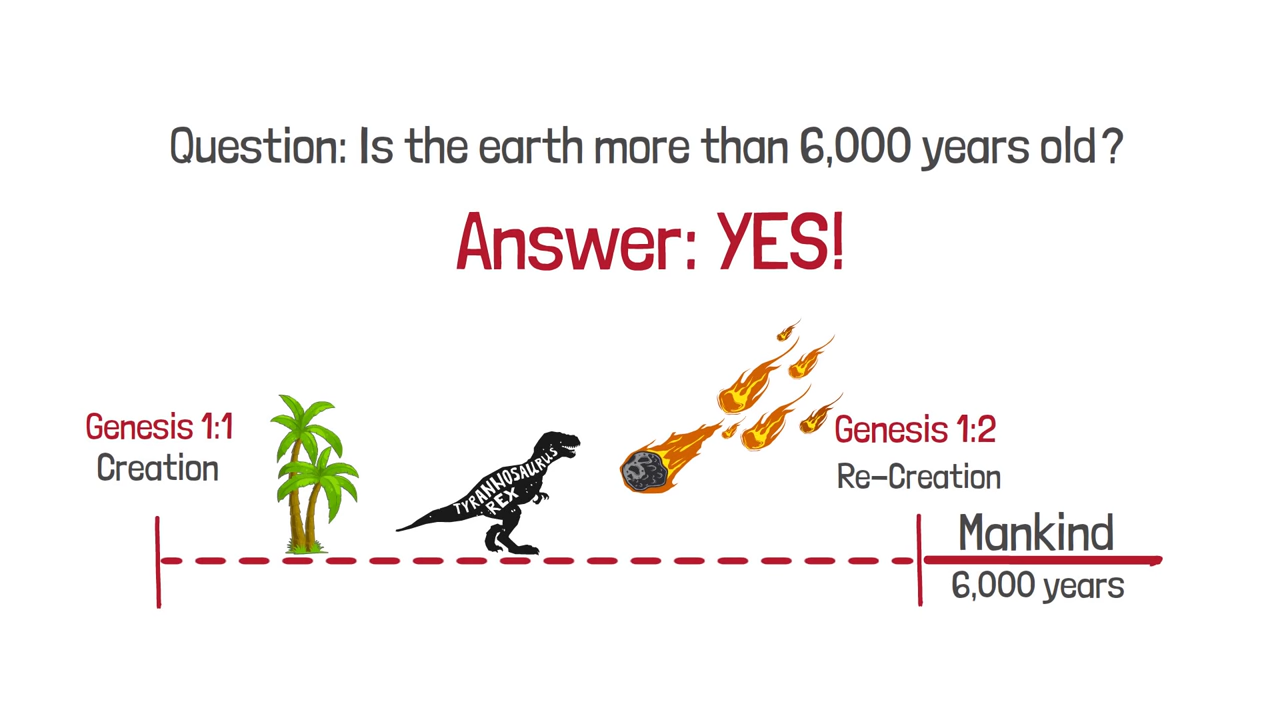 Question: Is the earth more than 6,000 years old?
Answer: YES!
Genesis 1:1
Creation
TYRANNOSAURUS
REX
Genesis 1:2
Re-Creation
Mankind
6,000 years